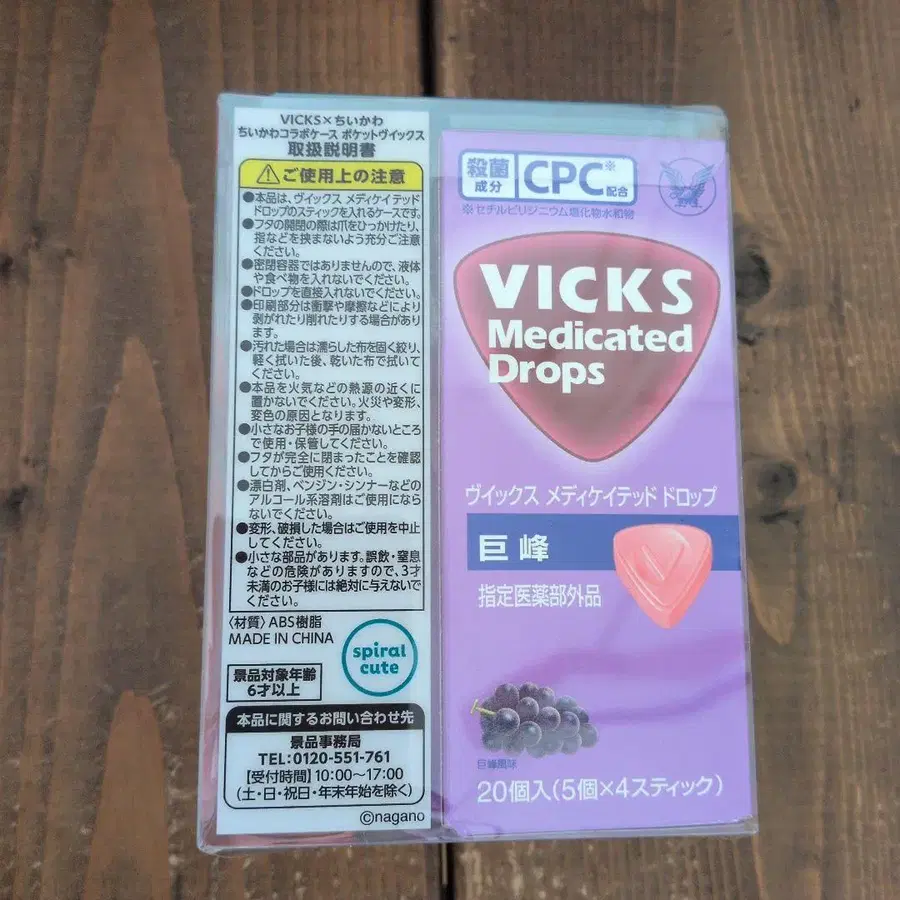 VICKS×ちいかわ
ちいかわコラボケース ポケットヴイックス
取扱説明書
⚠ご使用上の注意
●本品は、ヴィックス メディケイテッド
ドロップのスティックを入れるケースです。
●フタの開閉の際は爪をひっかけたり、
指などを挟まないよう充分ご注意
ください。
●密閉容器ではありませんので、液体
や食べ物を入れないでください。
●ドロップを直接入れないでください。
●印刷部分は衝撃や摩擦などにより
剥がれたり削れたりする場合があり
ます。
●汚れた場合は濡らした布を固く絞り、
軽く拭いた後、乾いた布で拭いて
ください。
●本品を火気などの熱源の近くに
置かないでください。火災や変形、
変色の原因となります。
●小さなお子様の手の届かないところ
で使用・保管してください。
●フタが完全に閉まったことを確認
してからご使用ください。
●漂白剤、ベンジン・シンナーなどの
アルコール系溶剤はご使用になら
ないでください。
●変形、破損した場合はご使用を中止
してください。
●小さな部品があります。誤飲・窒息
などの危険がありますので、3才
未満のお子様には絶対に与えないで
ください。
〈材質〉ABS樹脂
MADE IN CHINA
spiral
cute
景品対象年齢
6才以上
本品に関するお問い合わせ先
景品事務局
TEL:0120-551-761
【受付時間】10:00～17:00
(土・日・祝日・年末年始を除く)
©nagano
殺菌
成分
CPC※
配合
※セチルピリジニウム塩化物水和物
VICKS
Medicated
Drops
ヴイックス メディケイテッド ドロップ
巨峰
指定医薬部外品
巨峰風味
20個入(5個×4スティック)